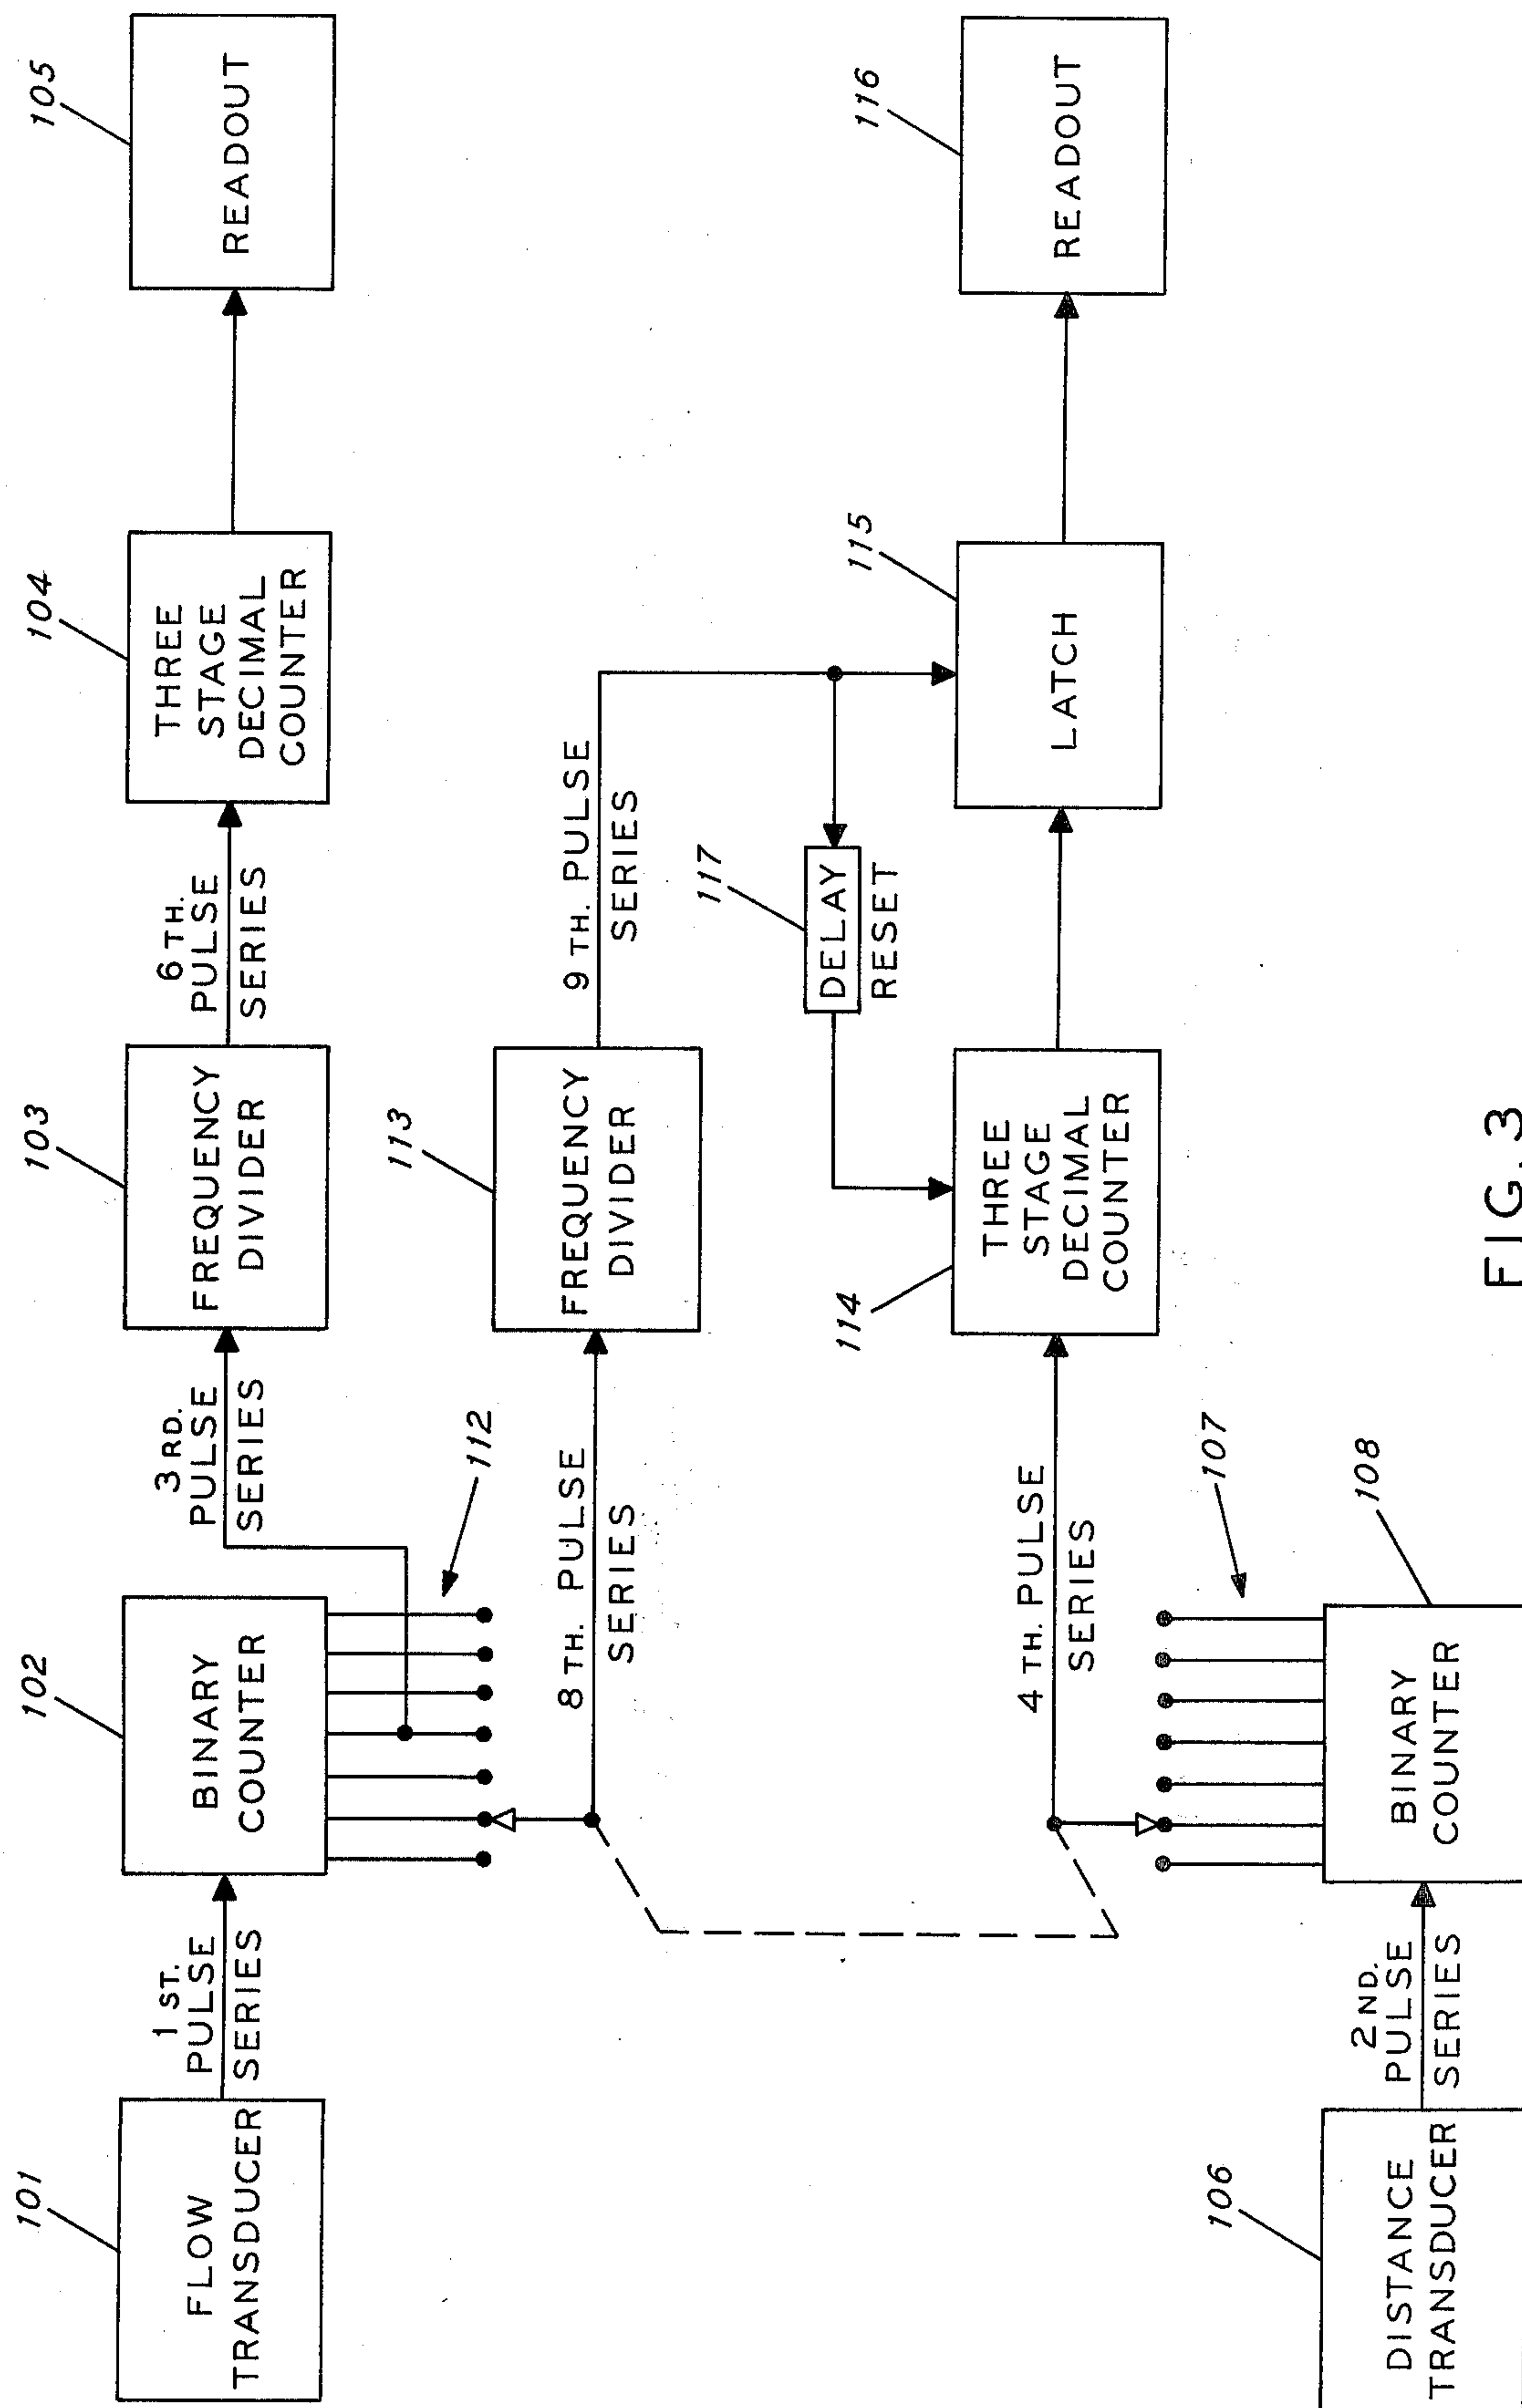 101
FLOW
TRANSDUCER
1 ST.
PULSE
SERIES
102
BINARY
COUNTER
112
3 RD.
PULSE
SERIES
103
FREQUENCY
DIVIDER
6 TH.
PULSE
SERIES
104
THREE
STAGE
DECIMAL
COUNTER
105
READOUT
8 TH. PULSE
SERIES
113
FREQUENCY
DIVIDER
9 TH. PULSE
SERIES
117
DELAY
RESET
4 TH. PULSE
SERIES
114
THREE
STAGE
DECIMAL
COUNTER
115
LATCH
116
READOUT
106
DISTANCE
TRANSDUCER
2 ND.
PULSE
SERIES
107
108
BINARY
COUNTER
FIG. 3